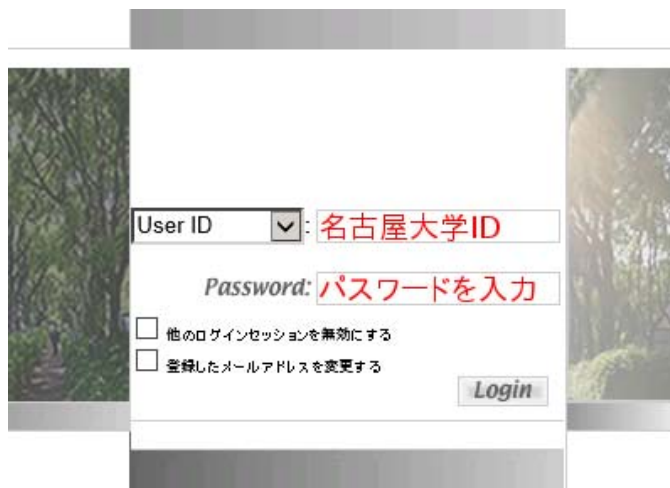 User ID : 名古屋大学ID
Password: パスワードを入力
他のログインセッションを無効にする
登録したメールアドレスを変更する
Login